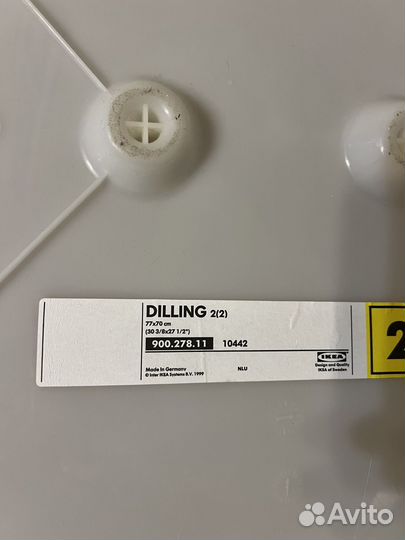 DILLING 2(2)
77x70 cm
(30 3/8x27 1/2")
900.278.11 10442
Made in Germany
© Inter IKEA Systems B.V. 1999
NLU
IKEA
Design and Quality
IKEA of Sweden
2
Avito